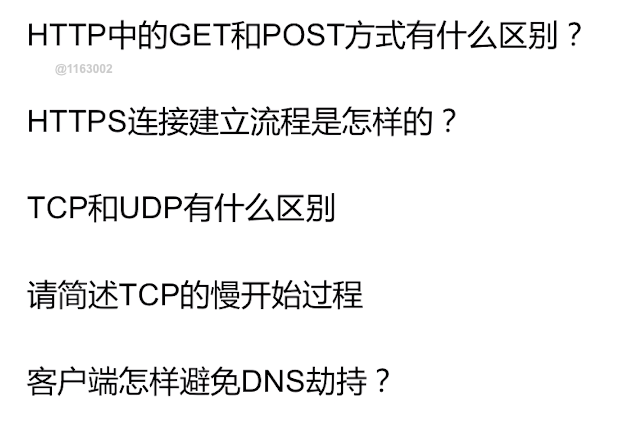 HTTP中的GET和POST方式有什么区别？
@1163002
HTTPS连接建立流程是怎样的？
TCP和UDP有什么区别
请简述TCP的慢开始过程
客户端怎样避免DNS劫持？